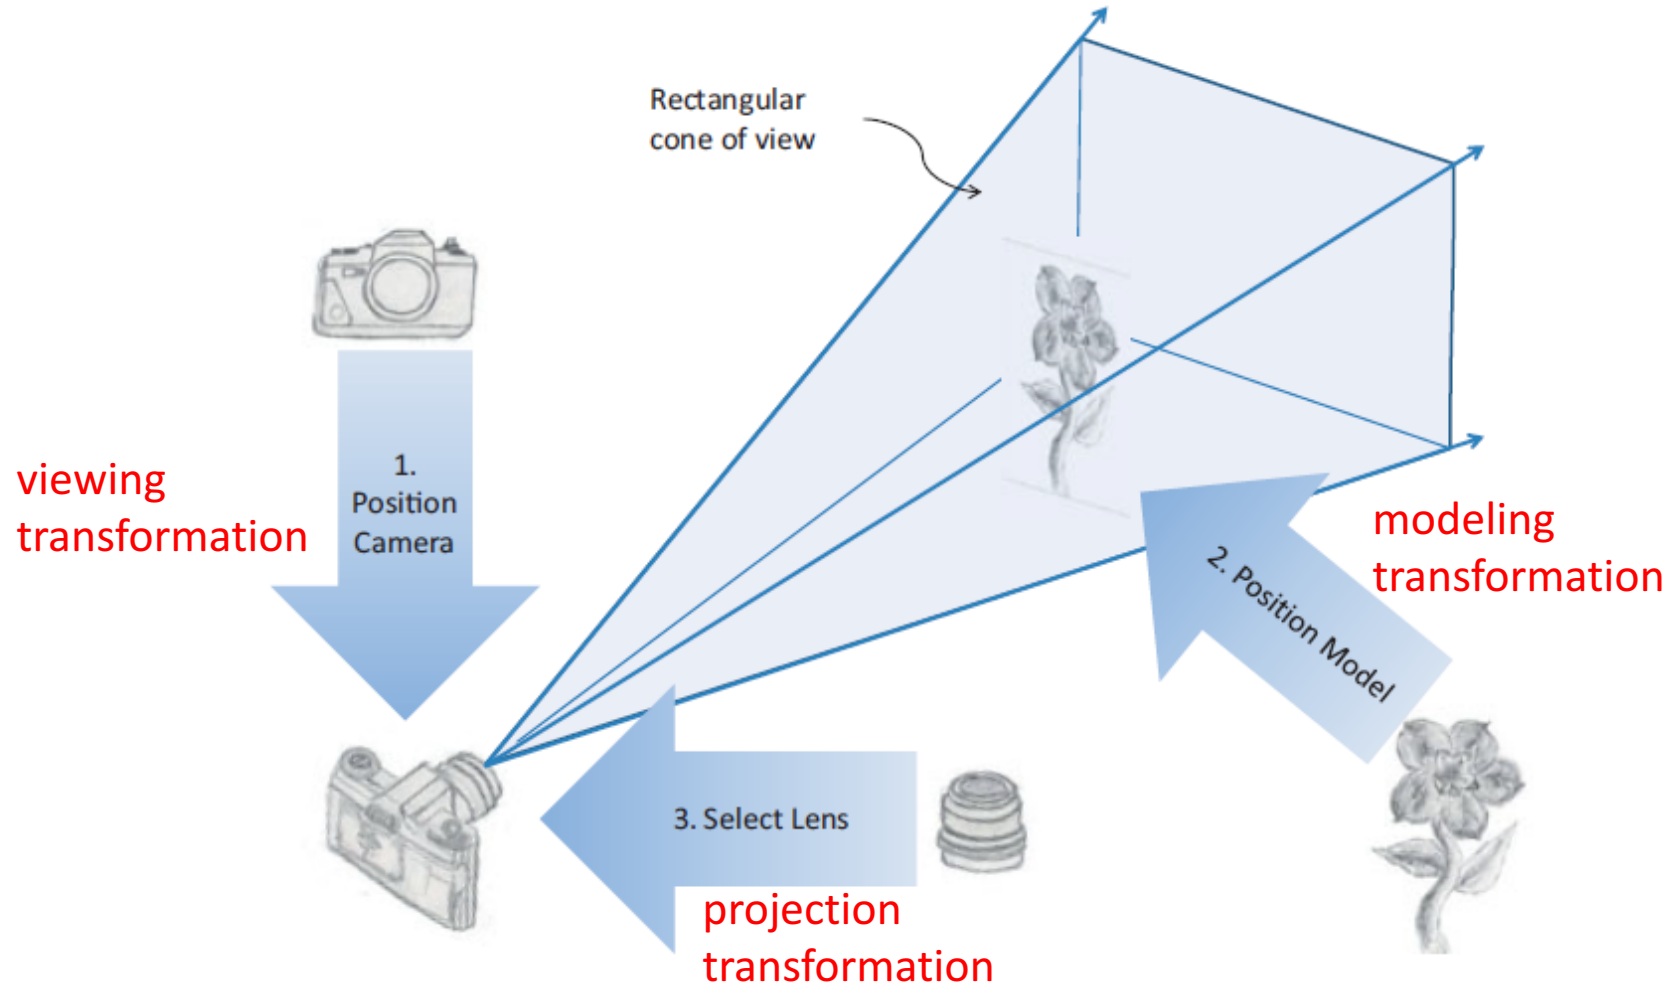 Rectangular
cone of view
viewing
transformation
1.
Position
Camera
modeling
transformation
2. Position Model
3. Select Lens
projection
transformation